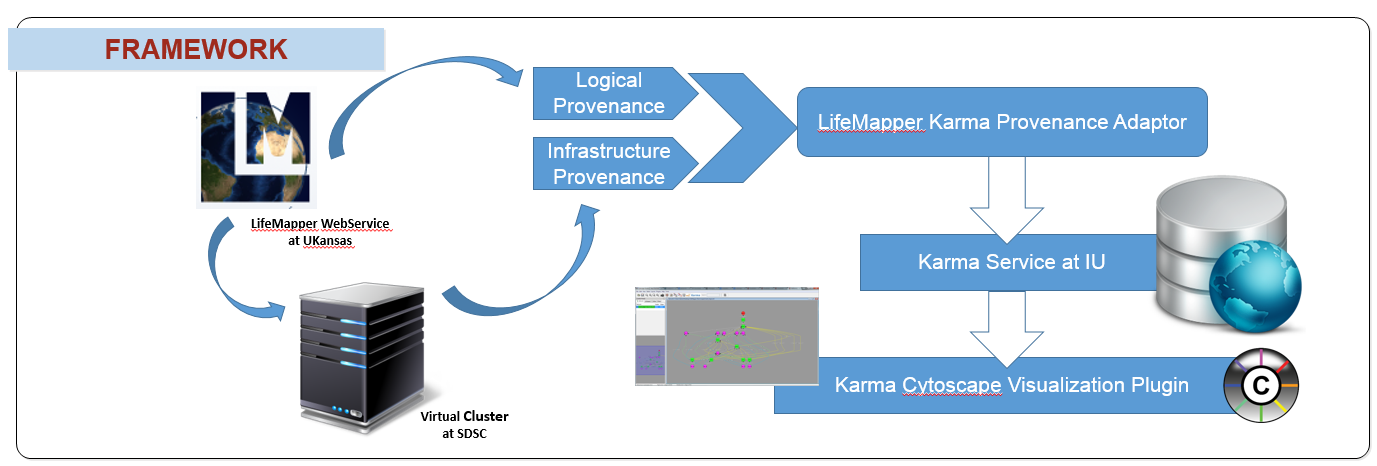 FRAMEWORK
LM
LifeMapper WebService
at UKansas
Virtual Cluster
at SDSC
Logical
Provenance
Infrastructure
Provenance
LifeMapper Karma Provenance Adaptor
Karma Service at IU
Karma Cytoscape Visualization Plugin
C